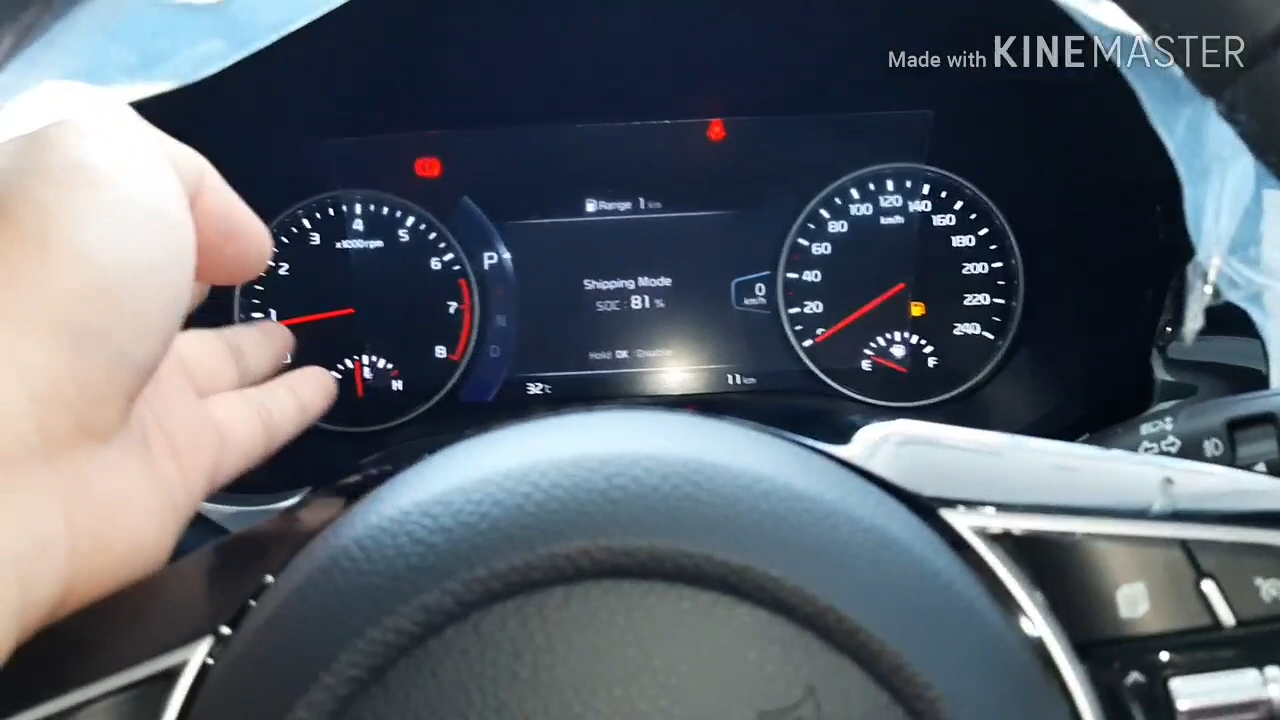 Made with KINEMASTER
Range 1 km
Shipping Mode
SOC : 81 %
Hold OK : Disable
32°C
11 km
P
N
D
0
km/h
1
2
3
4
5
6
7
8
x1000rpm
H
20
40
60
80
100
120
140
160
180
200
220
240
km/h
E
F